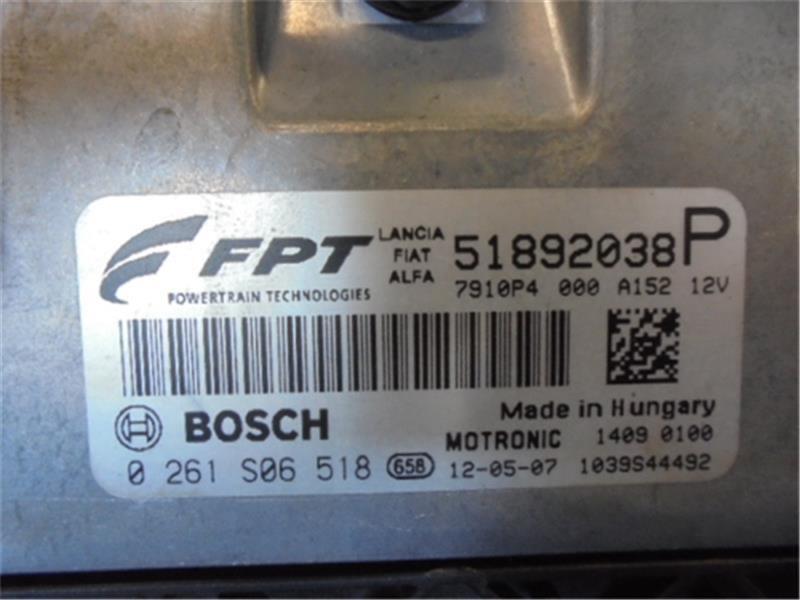 FPT
POWERTRAIN TECHNOLOGIES
LANCIA
FIAT
ALFA
51892038P
7910P4 000 A152 12V
BOSCH
Made in Hungary
MOTRONIC 1409 0100
0 261 S06 518 658 12-05-07 1039S44492